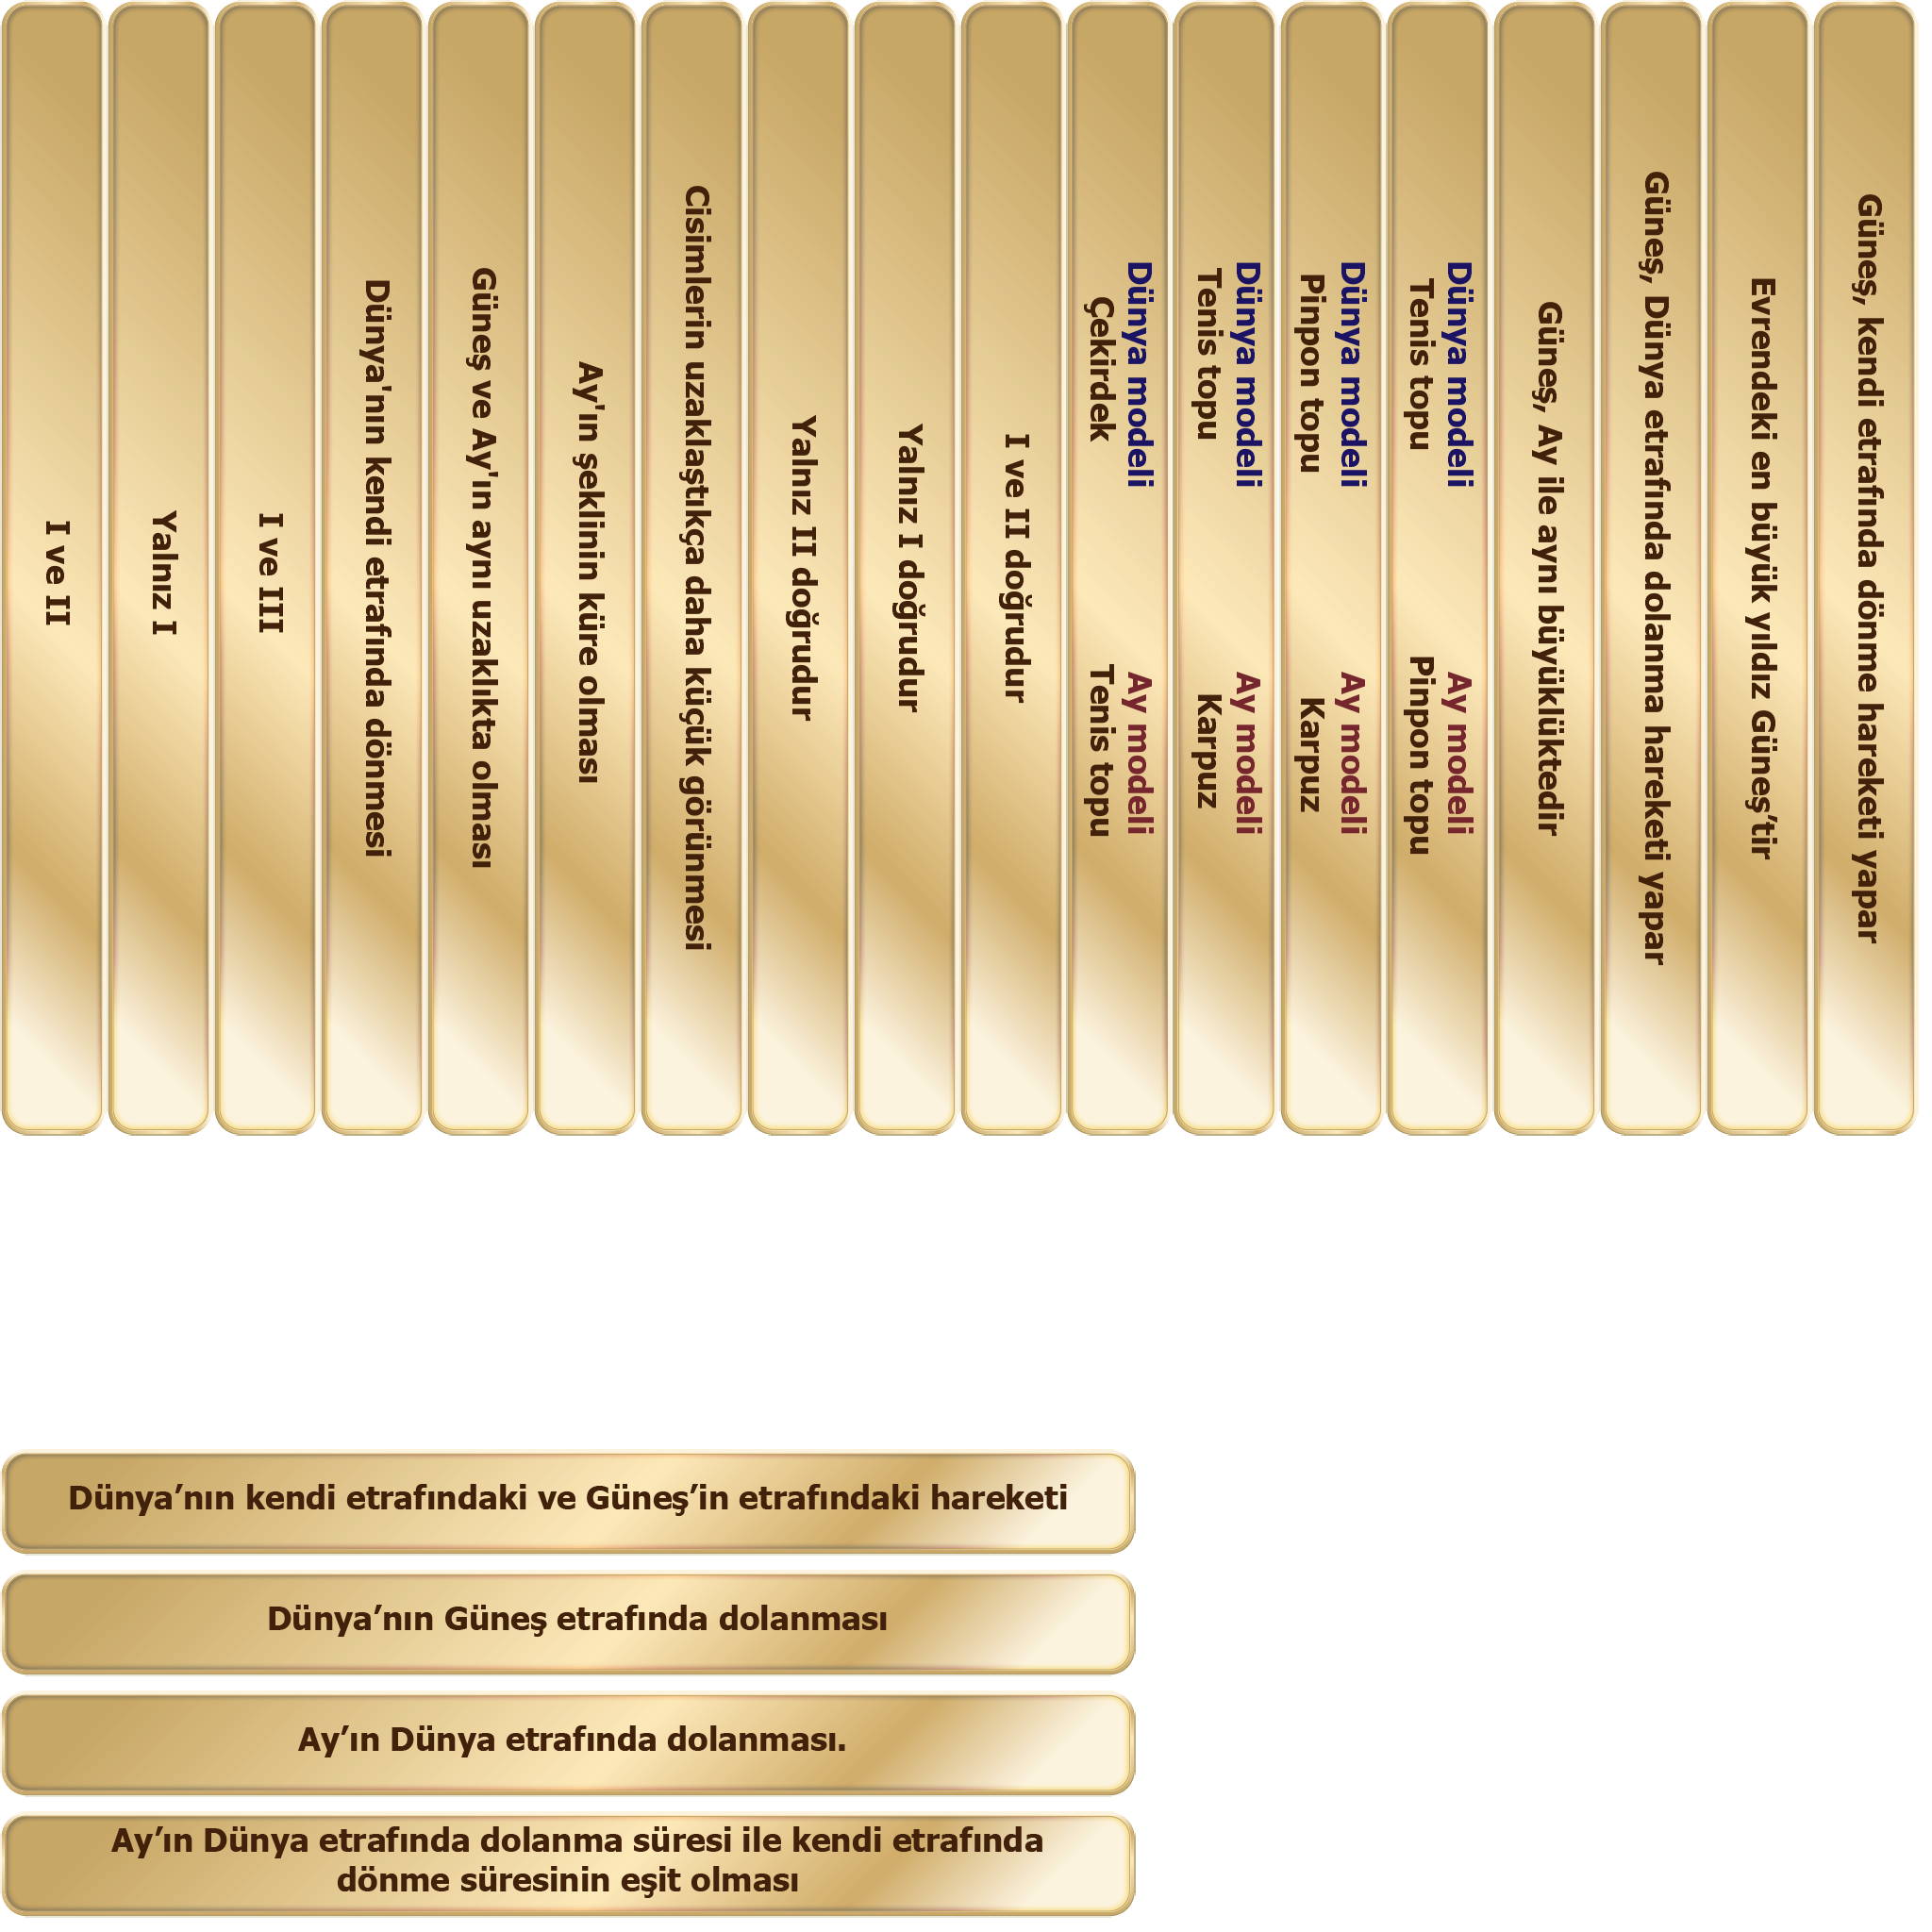 I ve II
Yalnız I
I ve III
Dünya'nın kendi etrafında dönmesi
Güneş ve Ay'ın aynı uzaklıkta olması
Ay'ın şeklinin küre olması
Cisimlerin uzaklaştıkça daha küçük görünmesi
Yalnız II doğrudur
Yalnız I doğrudur
I ve II doğrudur
Dünya modeli Ay modeli
Çekirdek Tenis topu
Dünya modeli Ay modeli
Tenis topu Karpuz
Dünya modeli Ay modeli
Pinpon topu Karpuz
Dünya modeli Ay modeli
Tenis topu Pinpon topu
Güneş, Ay ile aynı büyüklüktedir
Güneş, Dünya etrafında dolanma hareketi yapar
Evrendeki en büyük yıldız Güneş’tir
Güneş, kendi etrafında dönme hareketi yapar
Dünya’nın kendi etrafındaki ve Güneş’in etrafındaki hareketi
Dünya’nın Güneş etrafında dolanması
Ay’ın Dünya etrafında dolanması.
Ay’ın Dünya etrafında dolanma süresi ile kendi etrafında
dönme süresinin eşit olması